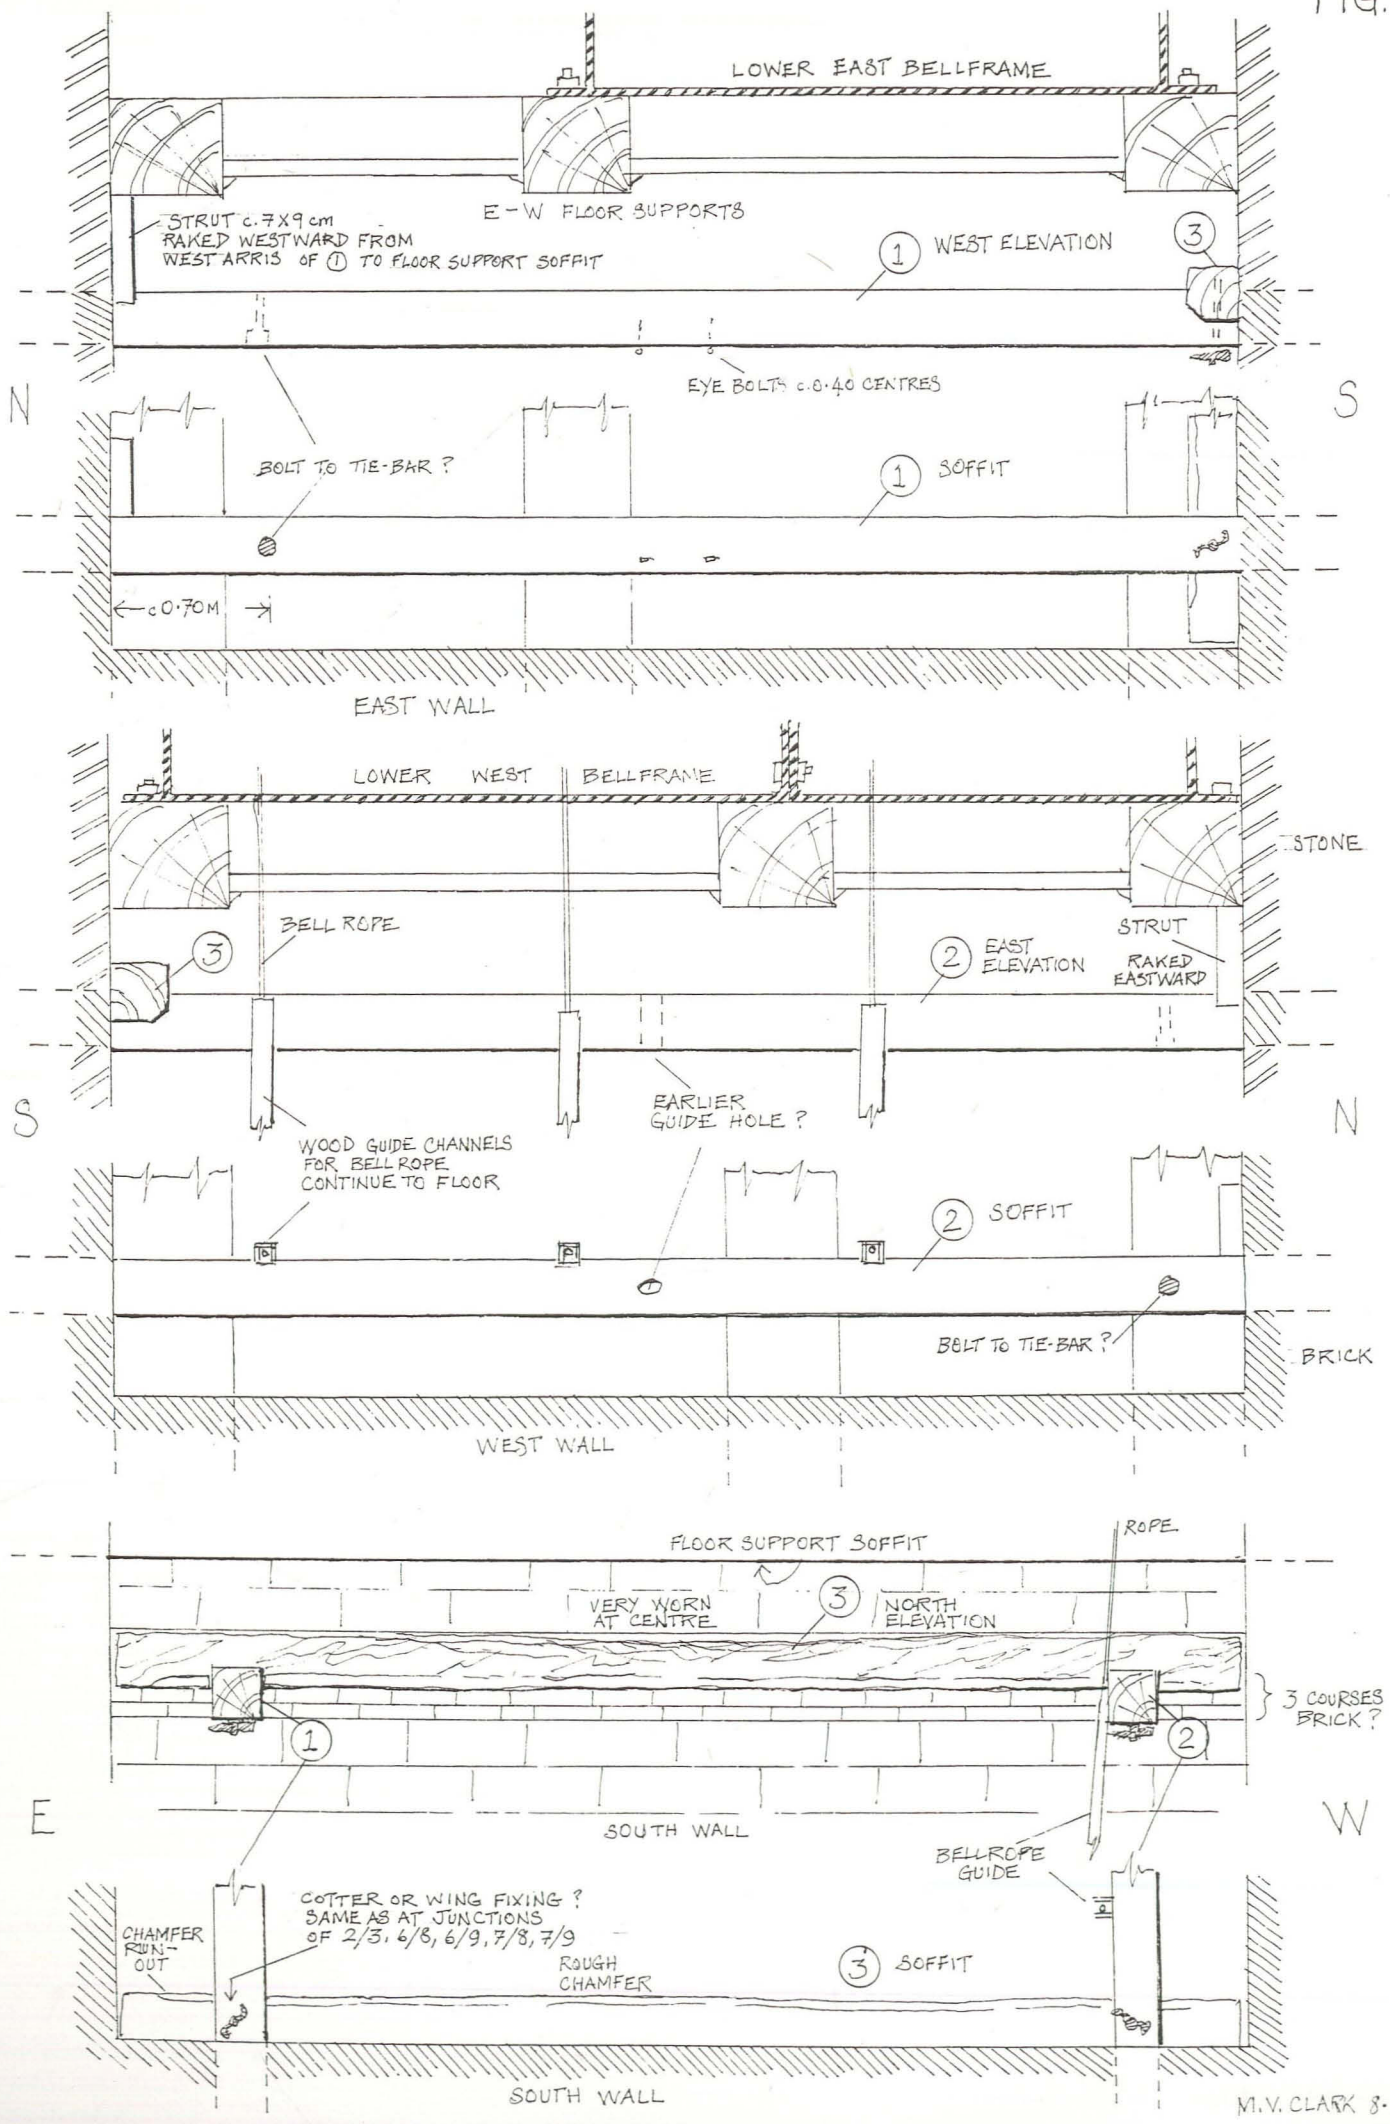 FIG.
LOWER EAST BELLFRAME
E-W FLOOR SUPPORTS
STRUT c.7X9cm
RAKED WESTWARD FROM
WEST ARRIS OF ① TO FLOOR SUPPORT SOFFIT
① WEST ELEVATION
③
EYE BOLTS c.0.40 CENTRES
N
S
BOLT TO TIE-BAR ?
① SOFFIT
c0.70M
EAST WALL
LOWER WEST BELLFRAME
STONE
BELL ROPE
③
② EAST
ELEVATION
STRUT
RAKED
EASTWARD
S
N
EARLIER
GUIDE HOLE ?
WOOD GUIDE CHANNELS
FOR BELL ROPE
CONTINUE TO FLOOR
② SOFFIT
BOLT TO TIE-BAR ?
BRICK
WEST WALL
ROPE
FLOOR SUPPORT SOFFIT
VERY WORN
AT CENTRE
③
NORTH
ELEVATION
3 COURSES
BRICK ?
①
②
E
W
SOUTH WALL
BELLROPE
GUIDE
COTTER OR WING FIXING ?
SAME AS AT JUNCTIONS
OF 2/3, 6/8, 6/9, 7/8, 7/9
CHAMFER
RUN-
OUT
ROUGH
CHAMFER
③ SOFFIT
SOUTH WALL
M.V. CLARK 8.